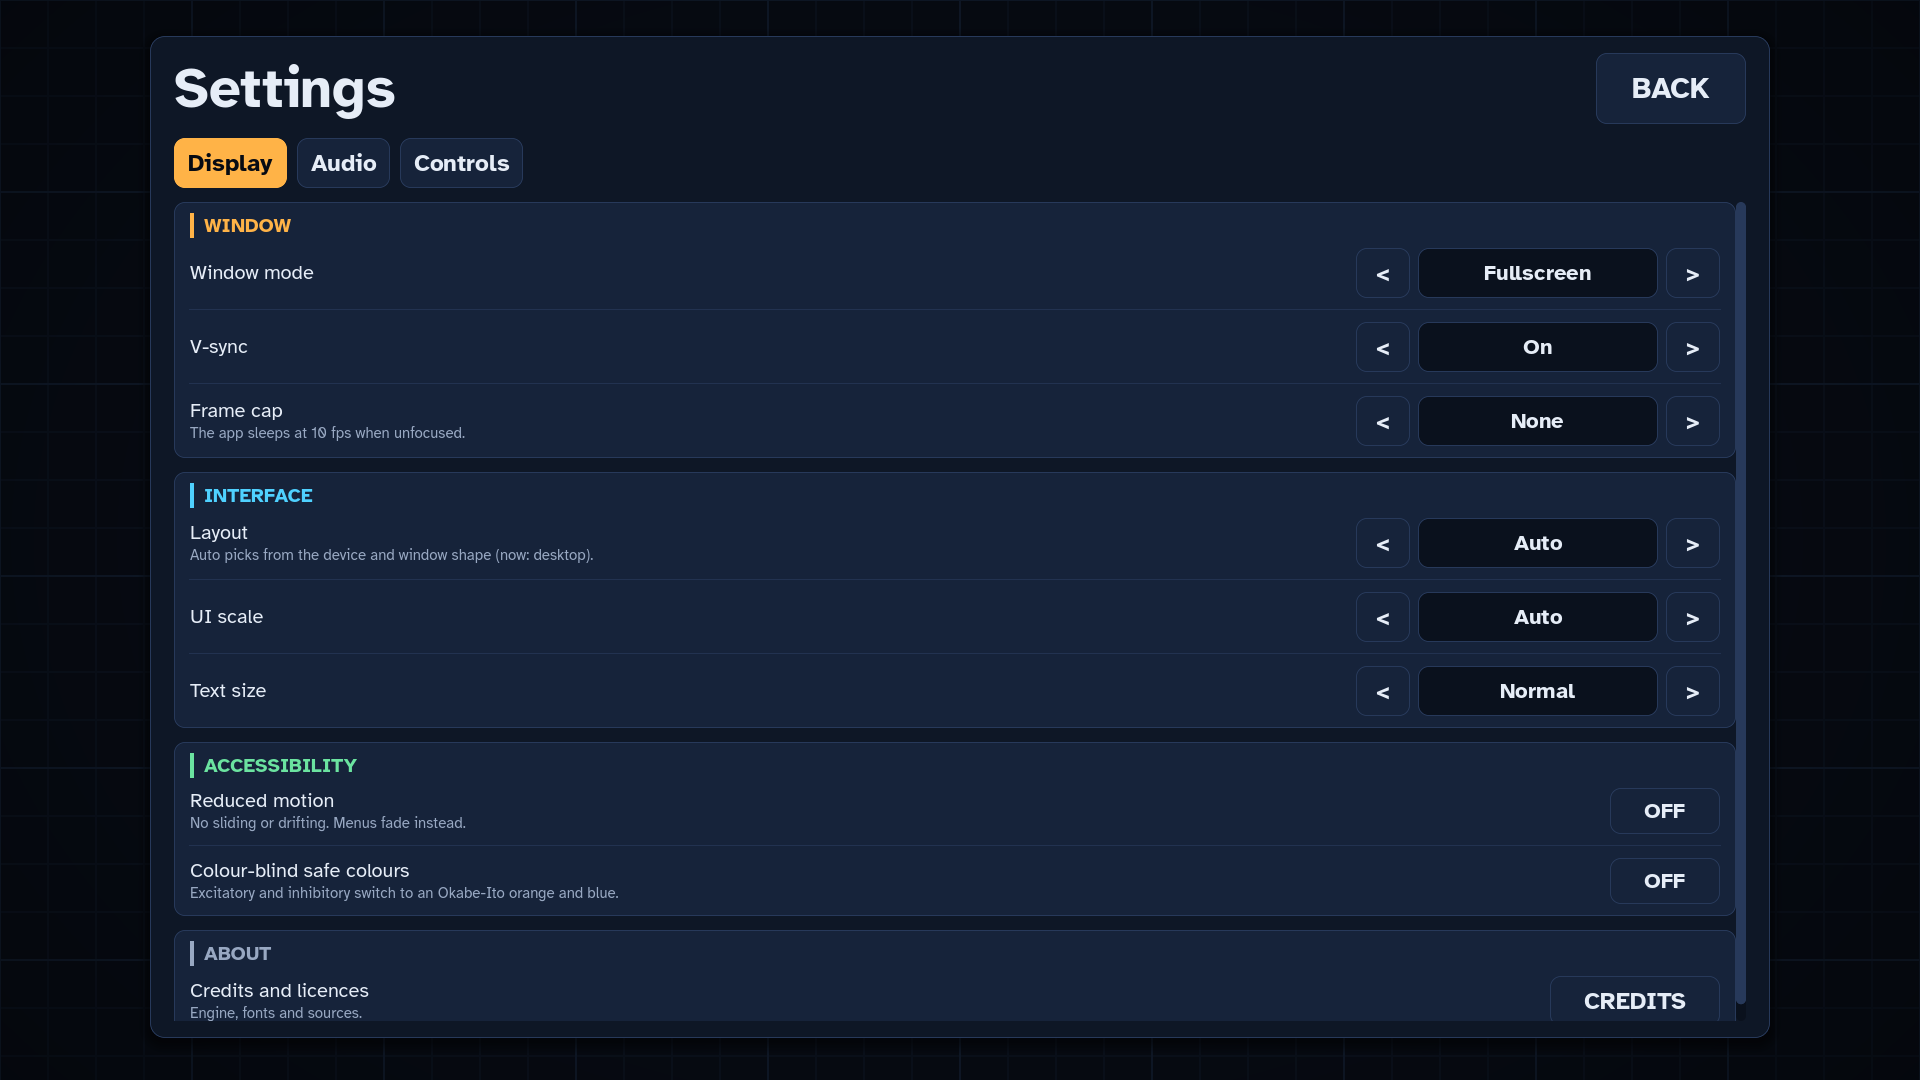 Settings
BACK
Display
Audio
Controls
WINDOW
Window mode
< Fullscreen >
V-sync
< On >
Frame cap
The app sleeps at 10 fps when unfocused.
< None >
INTERFACE
Layout
Auto picks from the device and window shape (now: desktop).
< Auto >
UI scale
< Auto >
Text size
< Normal >
ACCESSIBILITY
Reduced motion
No sliding or drifting. Menus fade instead.
OFF
Colour-blind safe colours
Excitatory and inhibitory switch to an Okabe-Ito orange and blue.
OFF
ABOUT
Credits and licences
Engine, fonts and sources.
CREDITS